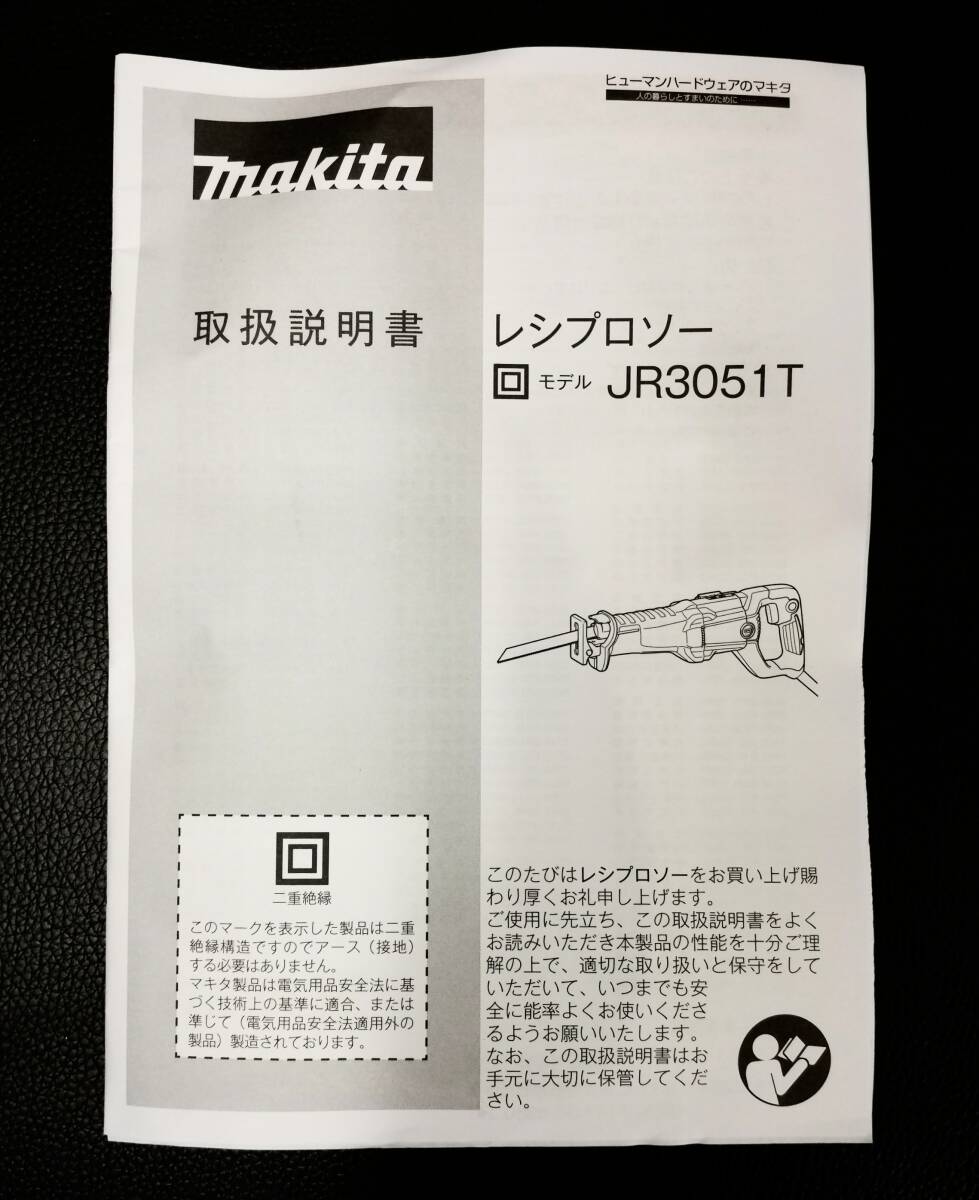 ヒューマンハードウェアのマキタ
人の暮らしとすまいのために ……
makita
取扱説明書
レシプロソー
モデル JR3051T
二重絶縁
このマークを表示した製品は二重
絶縁構造ですのでアース（接地）
する必要はありません。
マキタ製品は電気用品安全法に基
づく技術上の基準に適合、または
準じて（電気用品安全法適用外の
製品）製造されております。
このたびはレシプロソーをお買い上げ賜
わり厚くお礼申し上げます。
ご使用に先立ち、この取扱説明書をよく
お読みいただき本製品の性能を十分ご理
解の上で、適切な取り扱いと保守をして
いただいて、いつまでも安
全に能率よくお使いくださ
るようお願いいたします。
なお、この取扱説明書はお
手元に大切に保管してくだ
さい。